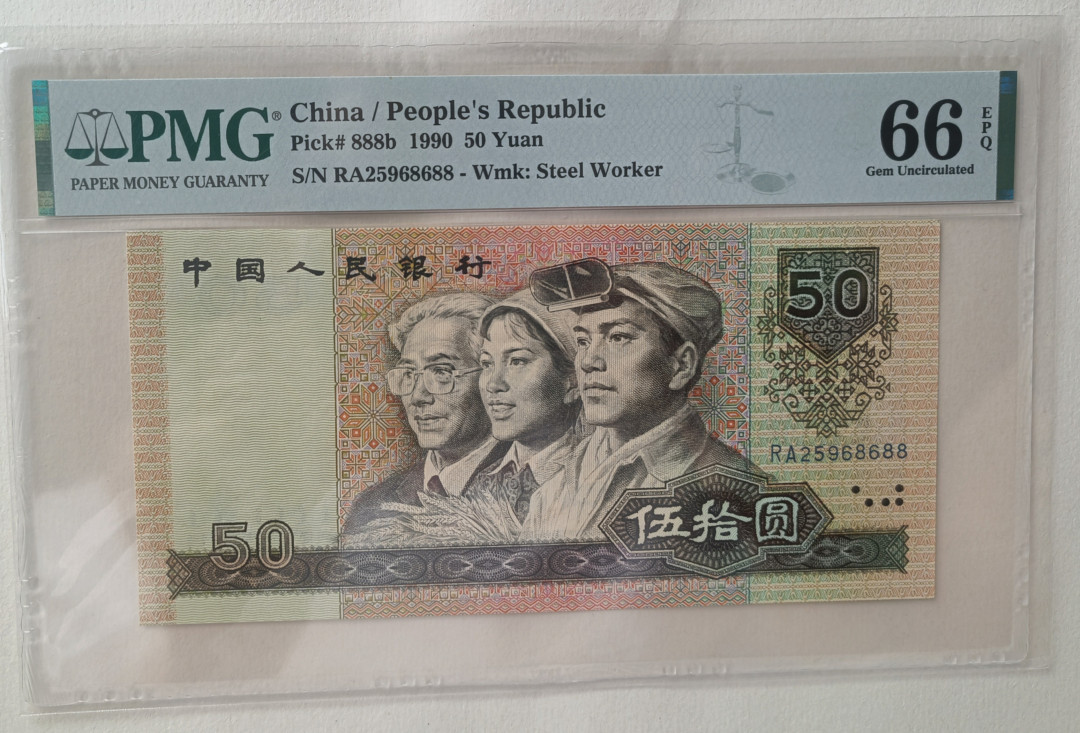 PMG®
PAPER MONEY GUARANTY
China / People's Republic
Pick# 888b 1990 50 Yuan
S/N RA25968688 - Wmk: Steel Worker
66
EPQ
Gem Uncirculated
中国人民银行
50
RA25968688
50
伍拾圆